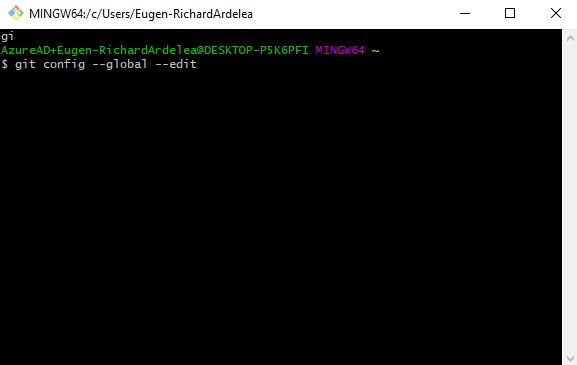 MINGW64:/c/Users/Eugen-RichardArdelea
gi
AzureAD+Eugen-RichardArdelea@DESKTOP-P5K6PFI MINGW64 ~
$ git config --global --edit